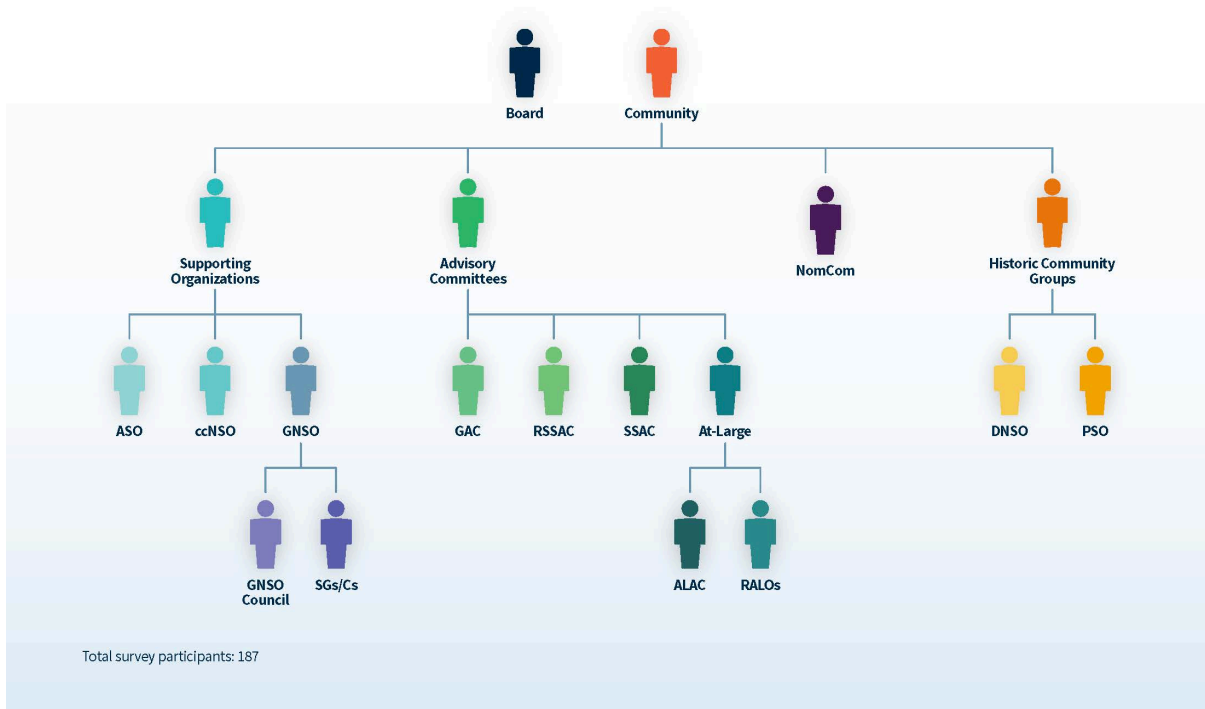 Board
Community
Supporting
Organizations
Advisory
Committees
NomCom
Historic Community
Groups
ASO
ccNSO
GNSO
GAC
RSSAC
SSAC
At-Large
DNSO
PSO
GNSO
Council
SGs/Cs
ALAC
RALOs
Total survey participants: 187